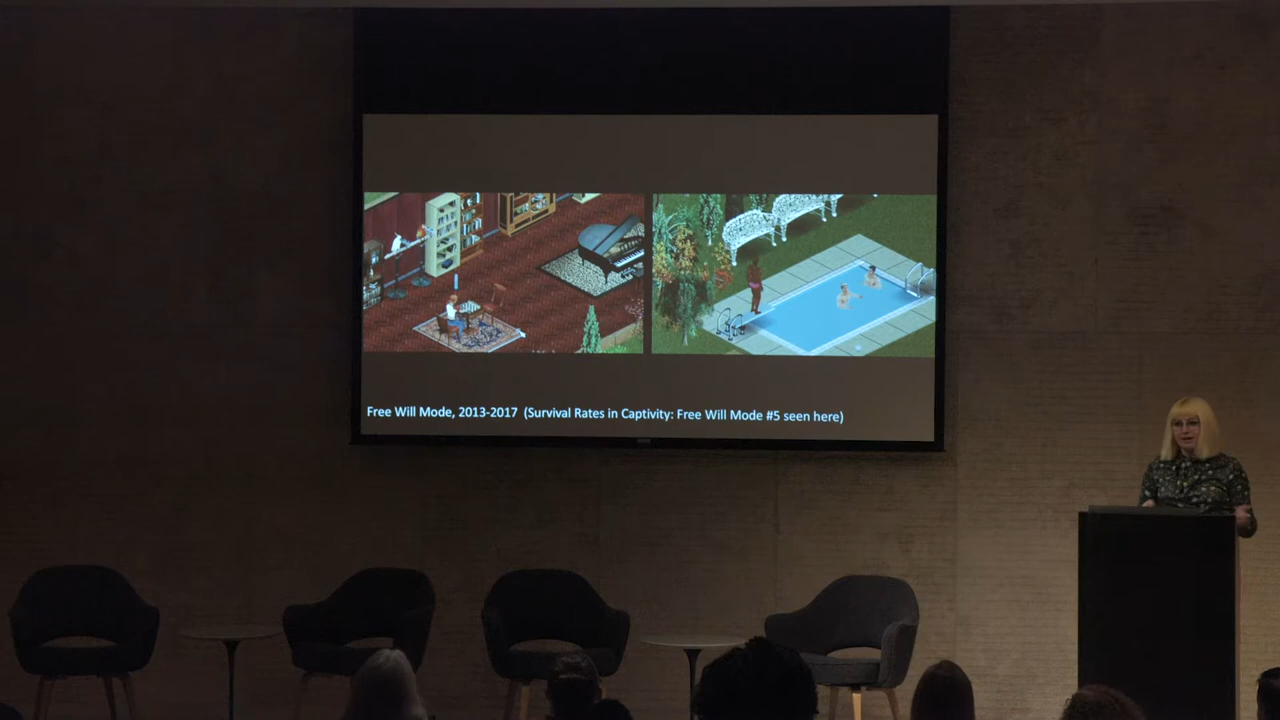 Free Will Mode, 2013-2017 (Survival Rates in Captivity: Free Will Mode #5 seen here)